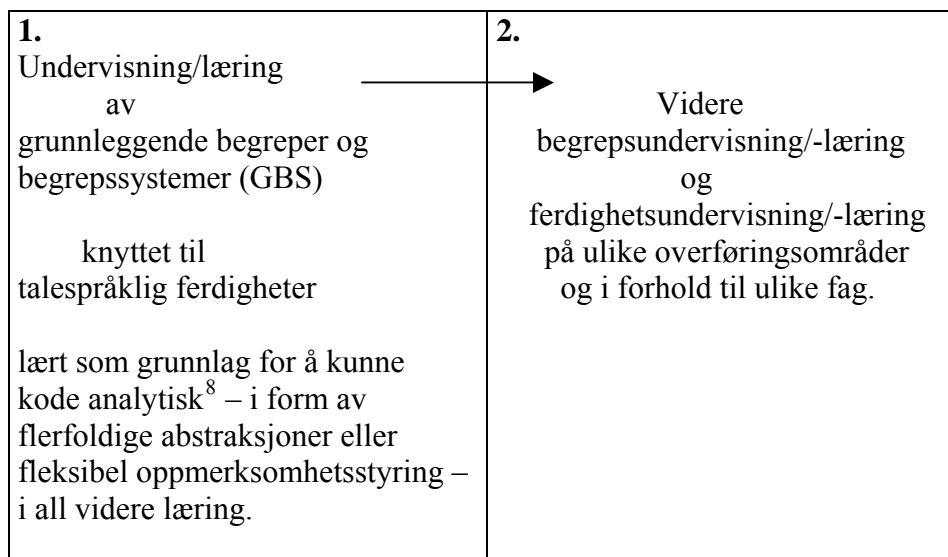 1.
Undervisning/læring
av
grunnleggende begreper og
begrepssystemer (GBS)
knyttet til
talespråklig ferdigheter
lært som grunnlag for å kunne
kode analytisk⁸ – i form av
flerfoldige abstraksjoner eller
fleksibel oppmerksomhetsstyring –
i all videre læring.
2.
Videre
begrepsundervisning/-læring
og
ferdighetsundervisning/-læring
på ulike overføringsområder
og i forhold til ulike fag.